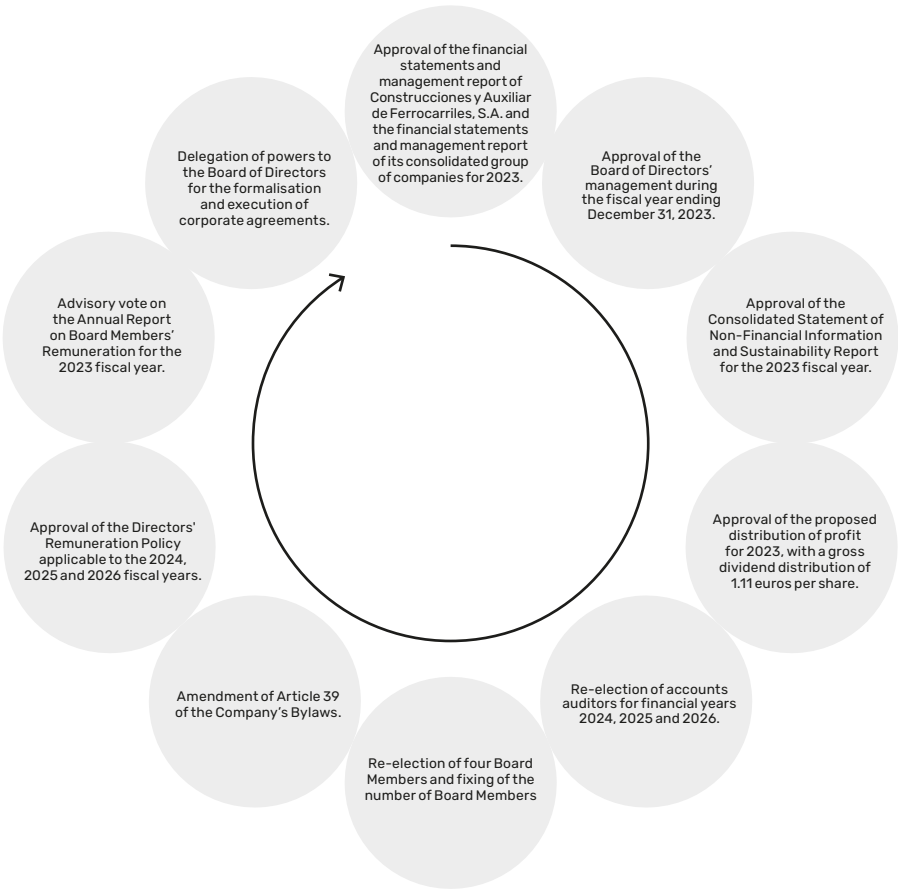 Approval of the financial
statements and
management report of
Construcciones y Auxiliar
de Ferrocarriles, S.A. and
the financial statements
and management report
of its consolidated group
of companies for 2023.
Approval of the
Board of Directors'
management during
the fiscal year ending
December 31, 2023.
Approval of the
Consolidated Statement of
Non-Financial Information
and Sustainability Report
for the 2023 fiscal year.
Approval of the proposed
distribution of profit
for 2023, with a gross
dividend distribution of
1.11 euros per share.
Re-election of accounts
auditors for financial years
2024, 2025 and 2026.
Re-election of four Board
Members and fixing of the
number of Board Members
Amendment of Article 39
of the Company's Bylaws.
Approval of the Directors'
Remuneration Policy
applicable to the 2024,
2025 and 2026 fiscal years.
Advisory vote on
the Annual Report
on Board Members'
Remuneration for the
2023 fiscal year.
Delegation of powers to
the Board of Directors
for the formalisation
and execution of
corporate agreements.